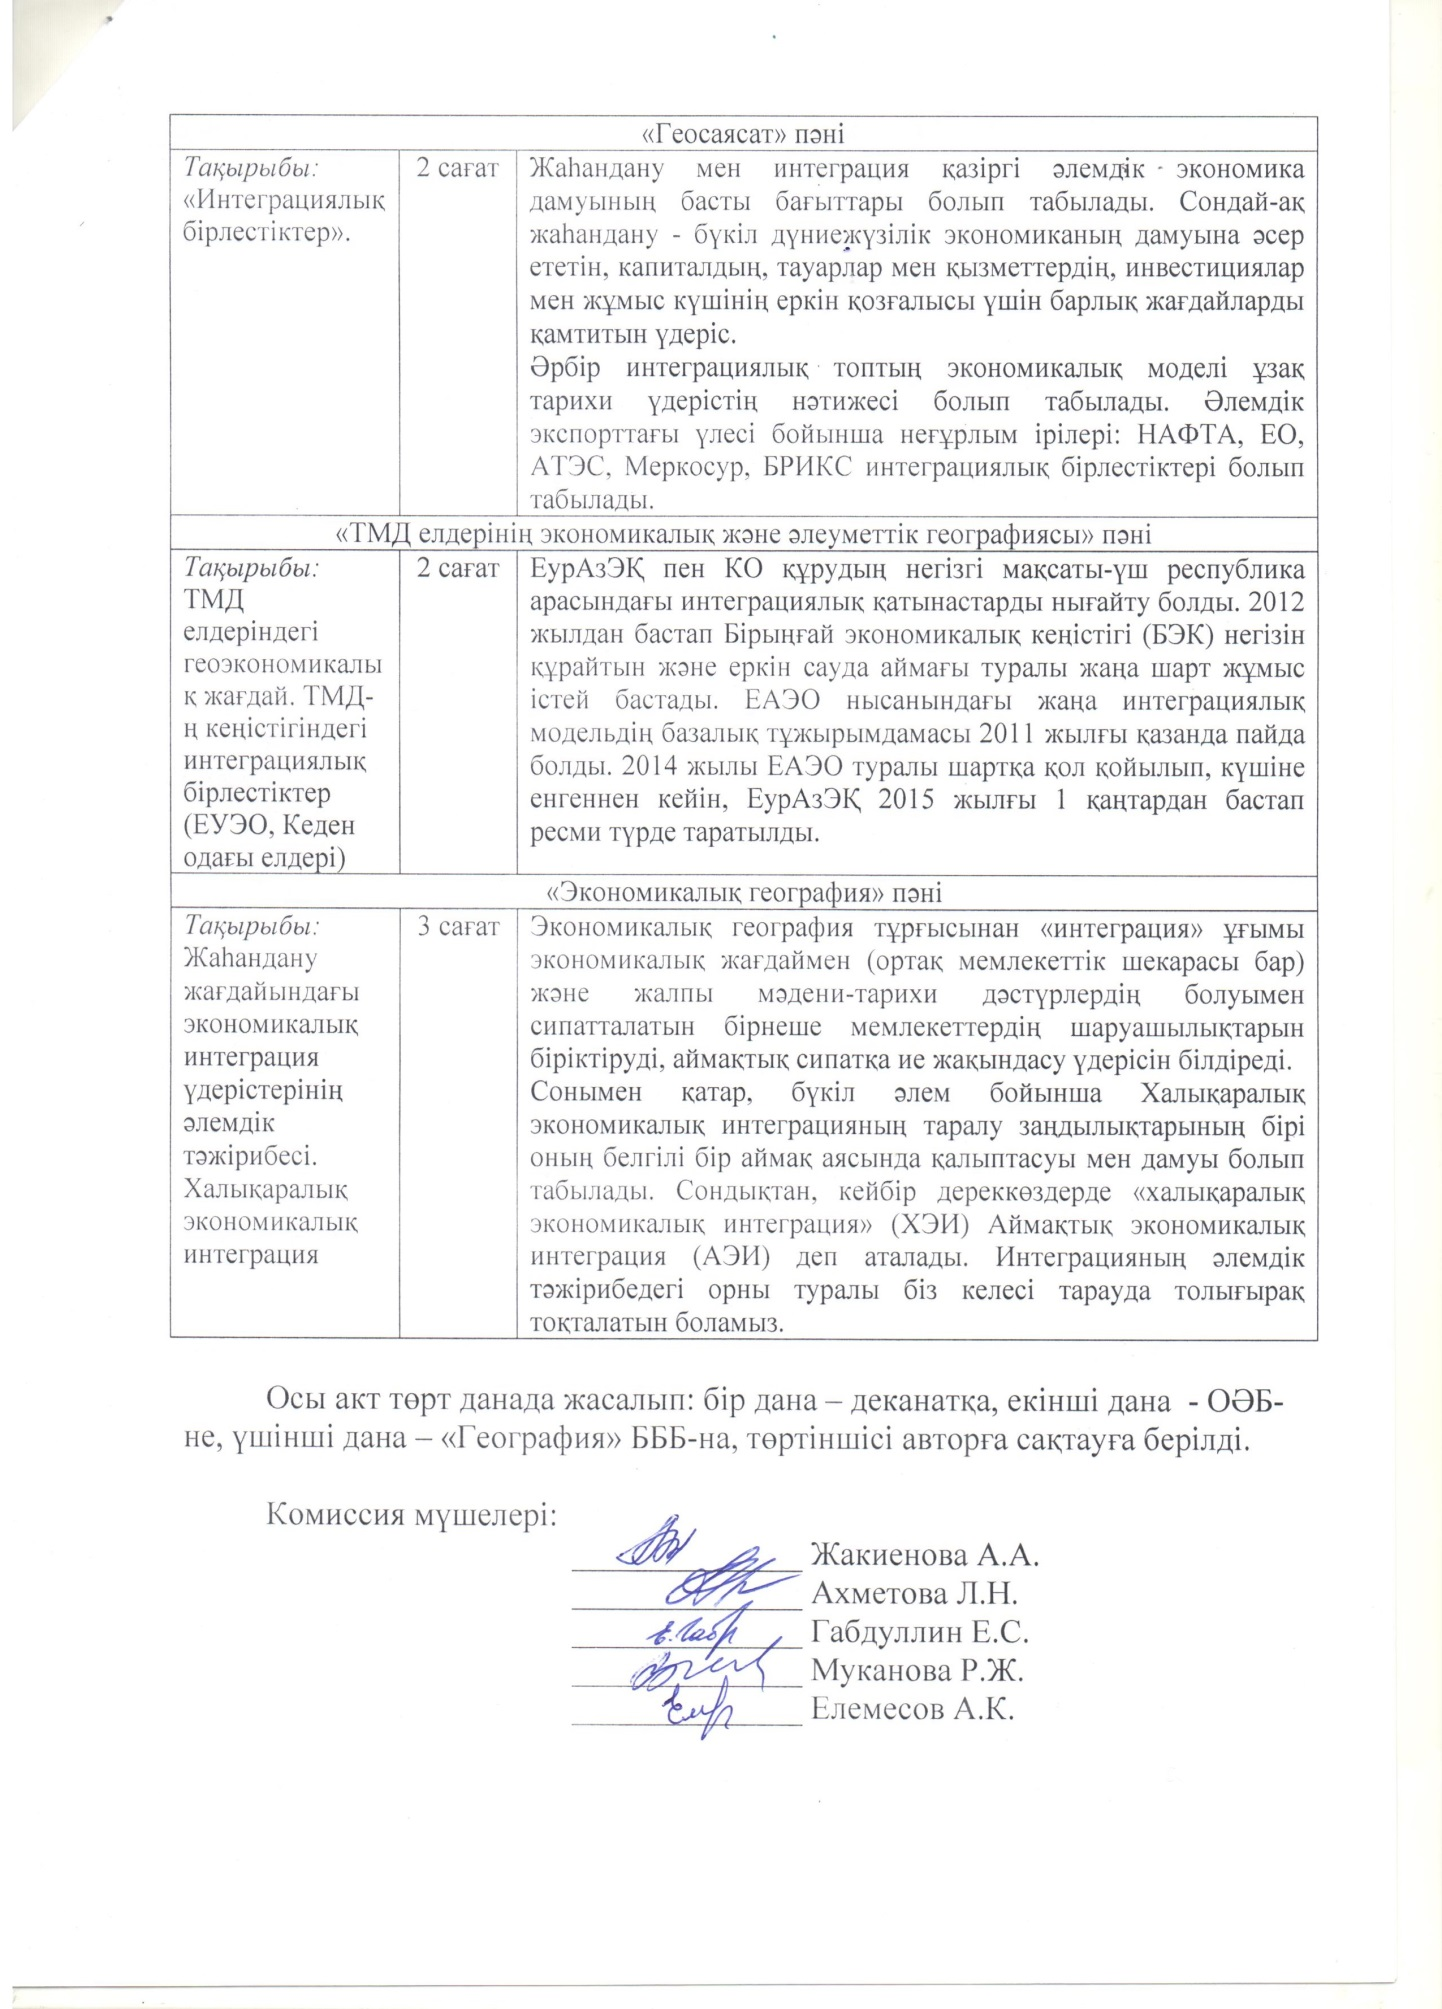 «Геосаясат» пәні
Тақырыбы:
«Интеграциялық
бірлестіктер».
2 сағат
Жаһандану мен интеграция қазіргі әлемдік экономика
дамуының басты бағыттары болып табылады. Сондай-ақ
жаһандану - бүкіл дүниежүзілік экономиканың дамуына әсер
ететін, капиталдың, тауарлар мен қызметтердің, инвестициялар
мен жұмыс күшінің еркін қозғалысы үшін барлық жағдайларды
қамтитын үдеріс.
Әрбір интеграциялық топтың экономикалық моделі ұзақ
тарихи үдерістің нәтижесі болып табылады. Әлемдік
экспорттағы үлесі бойынша неғұрлым ірілері: НАФТА, ЕО,
АТЭС, Меркосур, БРИКС интеграциялық бірлестіктері болып
табылады.
«ТМД елдерінің экономикалық және әлеуметтік географиясы» пәні
Тақырыбы:
ТМД
елдеріндегі
геоэкономикалы
қ жағдай. ТМД-
ң кеңістігіндегі
интеграциялық
бірлестіктер
(ЕУЭО, Кеден
одағы елдері)
2 сағат
ЕурАзЭҚ пен КО құрудың негізгі мақсаты-үш республика
арасындағы интеграциялық қатынастарды нығайту болды. 2012
жылдан бастап Бірыңғай экономикалық кеңістігі (БЭК) негізін
құрайтын және еркін сауда аймағы туралы жаңа шарт жұмыс
істей бастады. ЕАЭО нысанындағы жаңа интеграциялық
модельдің базалық тұжырымдамасы 2011 жылғы қазанда пайда
болды. 2014 жылы ЕАЭО туралы шартқа қол қойылып, күшіне
енгеннен кейін, ЕурАзЭҚ 2015 жылғы 1 қаңтардан бастап
ресми түрде таратылды.
«Экономикалық география» пәні
Тақырыбы:
Жаһандану
жағдайындағы
экономикалық
интеграция
үдерістерінің
әлемдік
тәжірибесі.
Халықаралық
экономикалық
интеграция
3 сағат
Экономикалық география тұрғысынан «интеграция» ұғымы
экономикалық жағдаймен (ортақ мемлекеттік шекарасы бар)
және жалпы мәдени-тарихи дәстүрлердің болуымен
сипатталатын бірнеше мемлекеттердің шаруашылықтарын
біріктіруді, аймақтық сипатқа ие жақындасу үдерісін білдіреді.
Сонымен қатар, бүкіл әлем бойынша Халықаралық
экономикалық интеграцияның таралу заңдылықтарының бірі
оның белгілі бір аймақ аясында қалыптасуы мен дамуы болып
табылады. Сондықтан, кейбір дереккөздерде «халықаралық
экономикалық интеграция» (ХЭИ) Аймақтық экономикалық
интеграция (АЭИ) деп аталады. Интеграцияның әлемдік
тәжірибедегі орны туралы біз келесі тарауда толығырақ
тоқталатын боламыз.
Осы акт төрт данада жасалып: бір дана – деканатқа, екінші дана - ОӘБ-
не, үшінші дана – «География» БББ-на, төртіншісі авторға сақтауға берілді.
Комиссия мүшелері:
Жакиенова А.А.
Ахметова Л.Н.
Габдуллин Е.С.
Муканова Р.Ж.
Елемесов А.К.